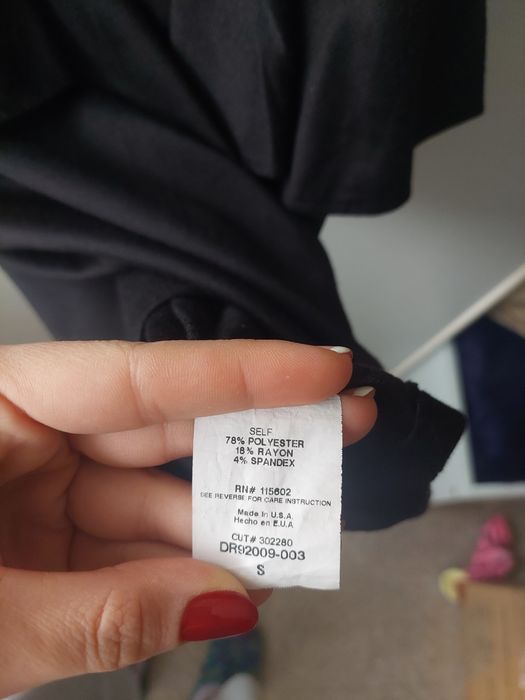 SELF
78% POLYESTER
18% RAYON
4% SPANDEX
RN# 115602
SEE REVERSE FOR CARE INSTRUCTION
Made In U.S.A.
Hecho en E.U.A
CUT# 302280
DR92009-003
S